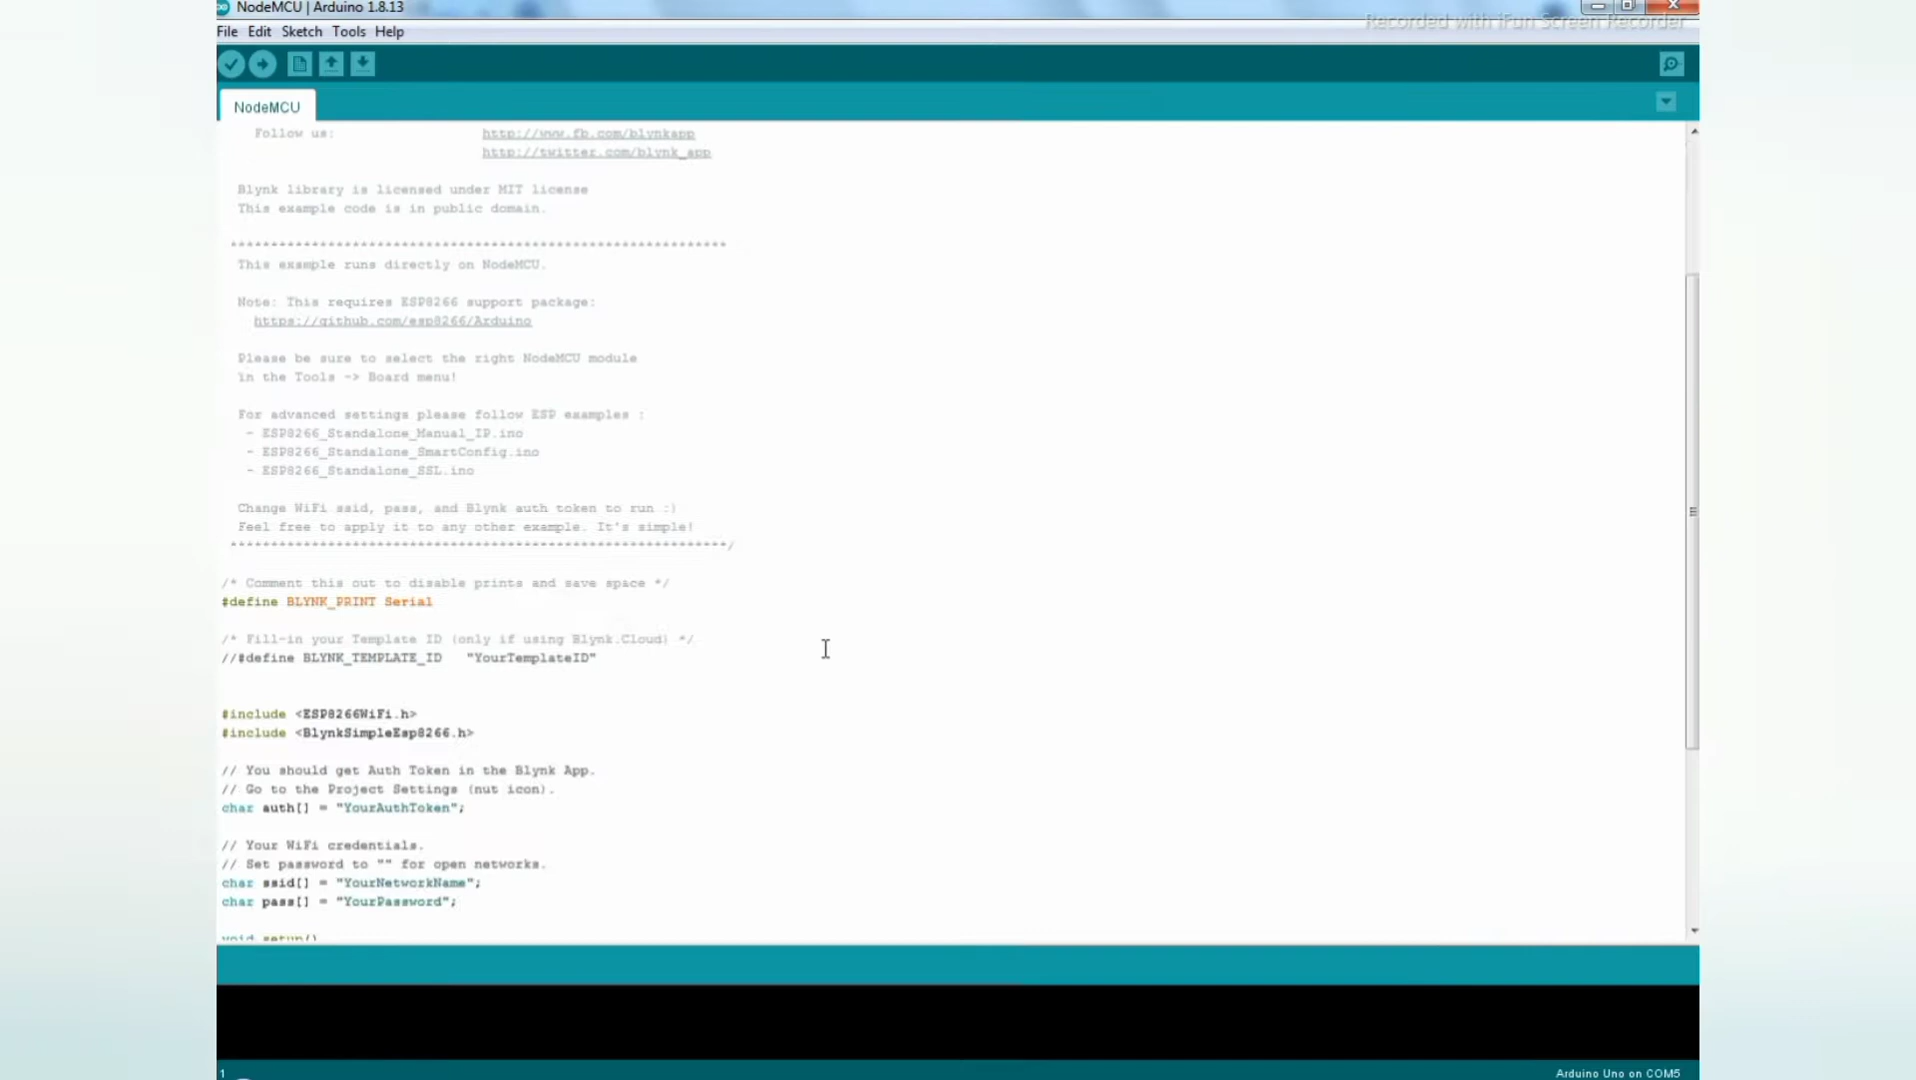 NodeMCU | Arduino 1.8.13
Recorded with iFun Screen Recorder
File Edit Sketch Tools Help
NodeMCU
Follow us: http://www.fb.com/blynkapp
http://twitter.com/blynk_app
Blynk library is licensed under MIT license
This example code is in public domain.
*************************************************************
This example runs directly on NodeMCU.
Note: This requires ESP8266 support package:
https://github.com/esp8266/Arduino
Please be sure to select the right NodeMCU module
in the Tools -> Board menu!
For advanced settings please follow ESP examples :
- ESP8266_Standalone_Manual_IP.ino
- ESP8266_Standalone_SmartConfig.ino
- ESP8266_Standalone_SSL.ino
Change WiFi ssid, pass, and Blynk auth token to run :)
Feel free to apply it to any other example. It's simple!
*************************************************************/
/* Comment this out to disable prints and save space */
#define BLYNK_PRINT Serial
/* Fill-in your Template ID (only if using Blynk.Cloud) */
//#define BLYNK_TEMPLATE_ID "YourTemplateID"
#include <ESP8266WiFi.h>
#include <BlynkSimpleEsp8266.h>
// You should get Auth Token in the Blynk App.
// Go to the Project Settings (nut icon).
char auth[] = "YourAuthToken";
// Your WiFi credentials.
// Set password to "" for open networks.
char ssid[] = "YourNetworkName";
char pass[] = "YourPassword";
void setup()
1
Arduino Uno on COM5